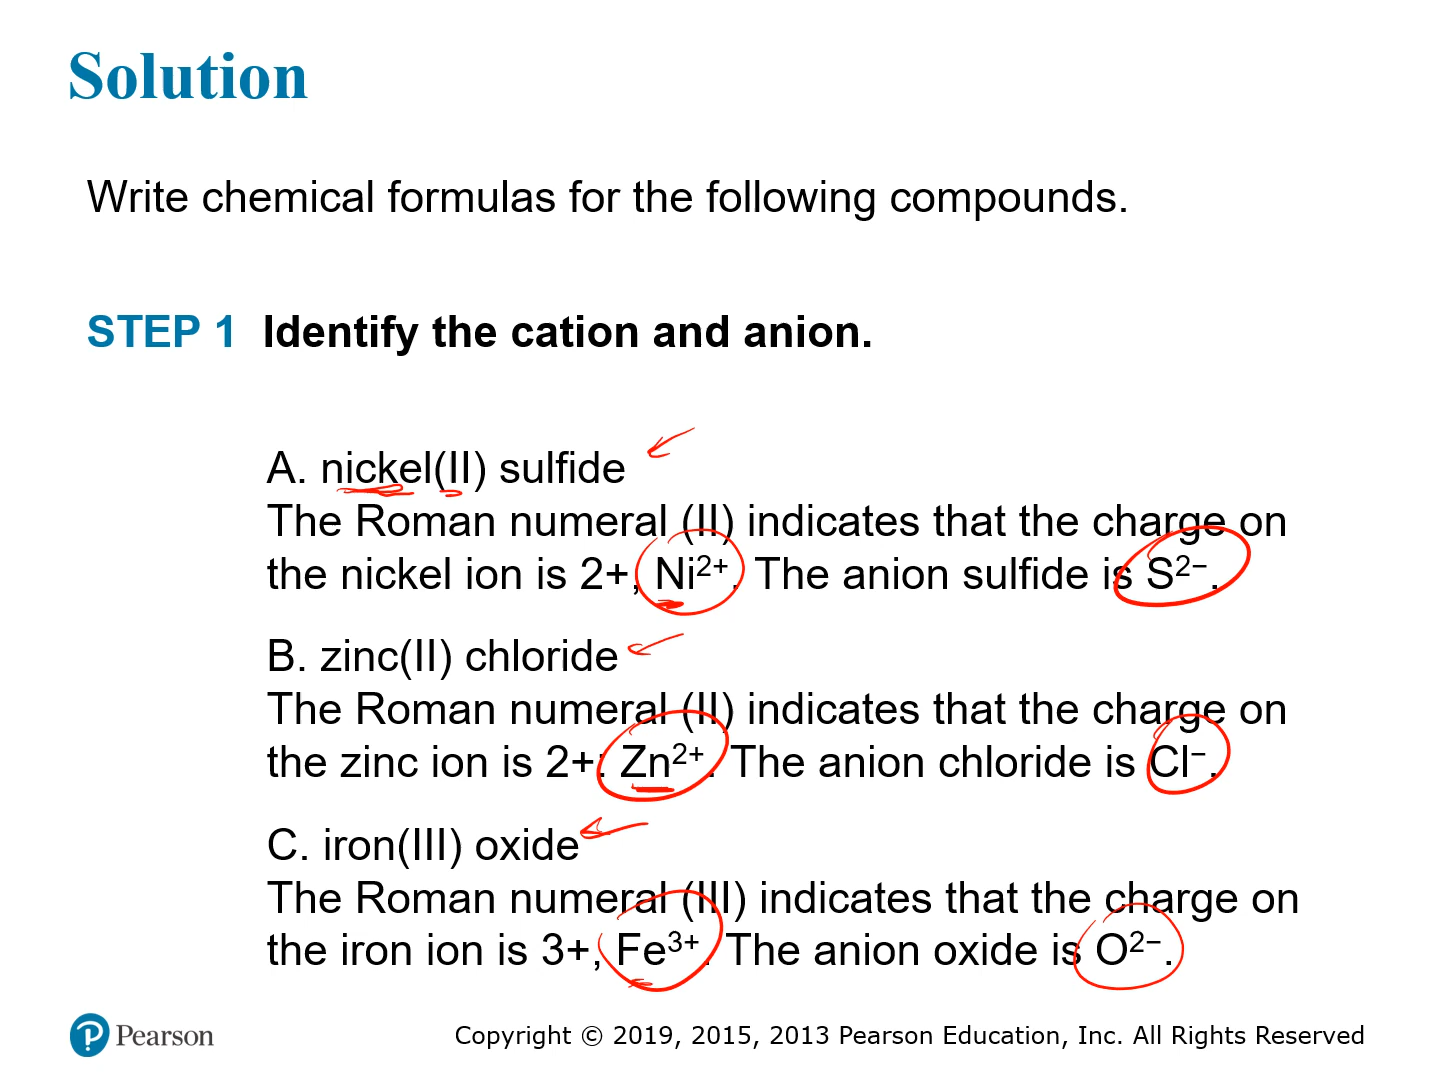 Solution
Write chemical formulas for the following compounds.
STEP 1 Identify the cation and anion.
A. nickel(II) sulfide
The Roman numeral (II) indicates that the charge on
the nickel ion is 2+, Ni²⁺. The anion sulfide is S²⁻.
B. zinc(II) chloride
The Roman numeral (II) indicates that the charge on
the zinc ion is 2+: Zn²⁺. The anion chloride is Cl⁻.
C. iron(III) oxide
The Roman numeral (III) indicates that the charge on
the iron ion is 3+, Fe³⁺. The anion oxide is O²⁻.
Pearson
Copyright © 2019, 2015, 2013 Pearson Education, Inc. All Rights Reserved